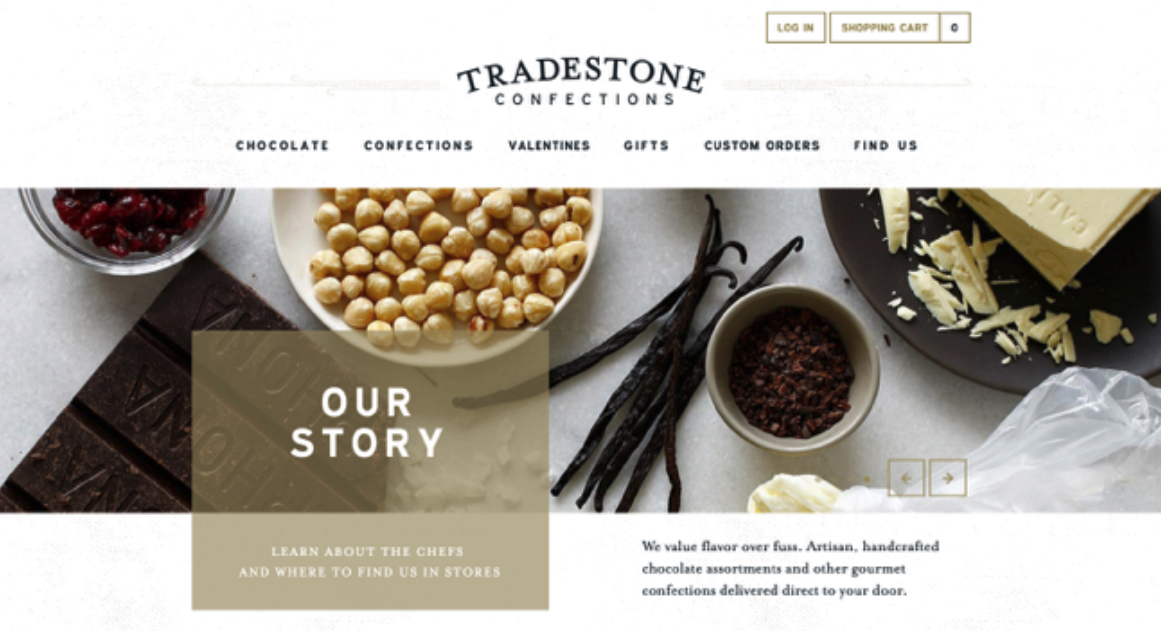 LOG IN
SHOPPING CART 0
TRADESTONE
CONFECTIONS
CHOCOLATE CONFECTIONS VALENTINES GIFTS CUSTOM ORDERS FIND US
OUR
STORY
LEARN ABOUT THE CHEFS
AND WHERE TO FIND US IN STORES
We value flavor over fuss. Artisan, handcrafted
chocolate assortments and other gourmet
confections delivered direct to your door.